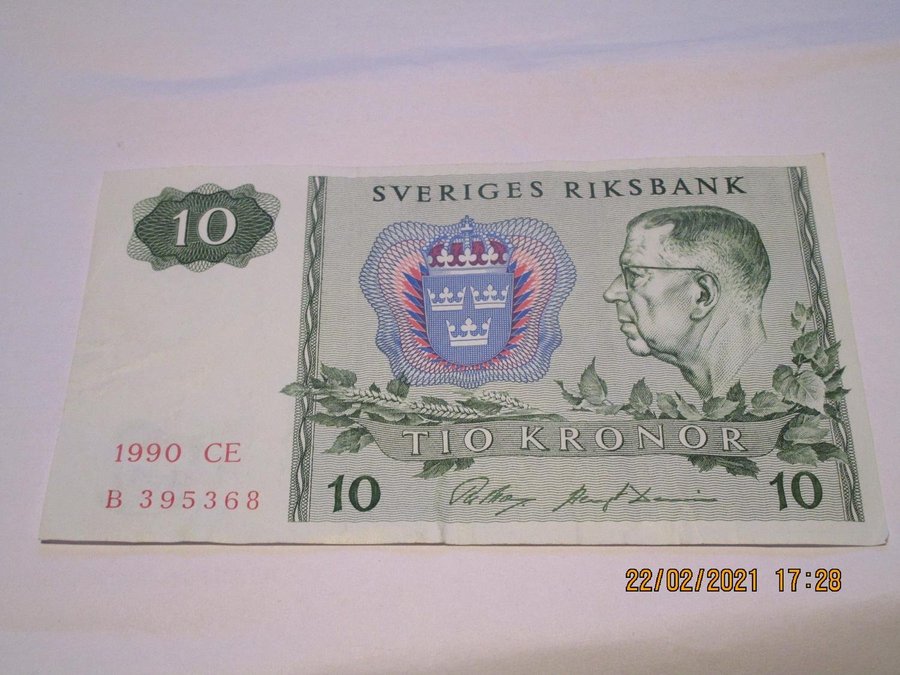 SVERIGES RIKSBANK
10
TIO KRONOR
1990 CE
B 395368
10
10
22/02/2021 17:28